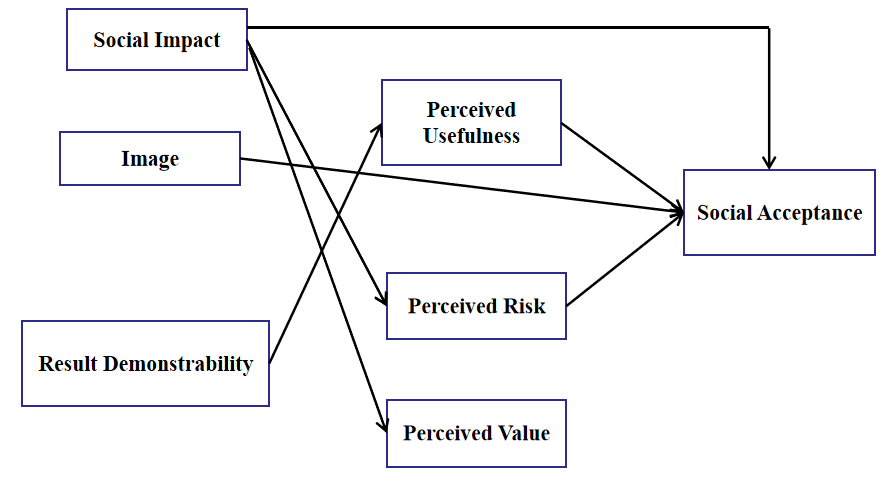 Social Impact
Perceived
Usefulness
Image
Social Acceptance
Perceived Risk
Result Demonstrability
Perceived Value